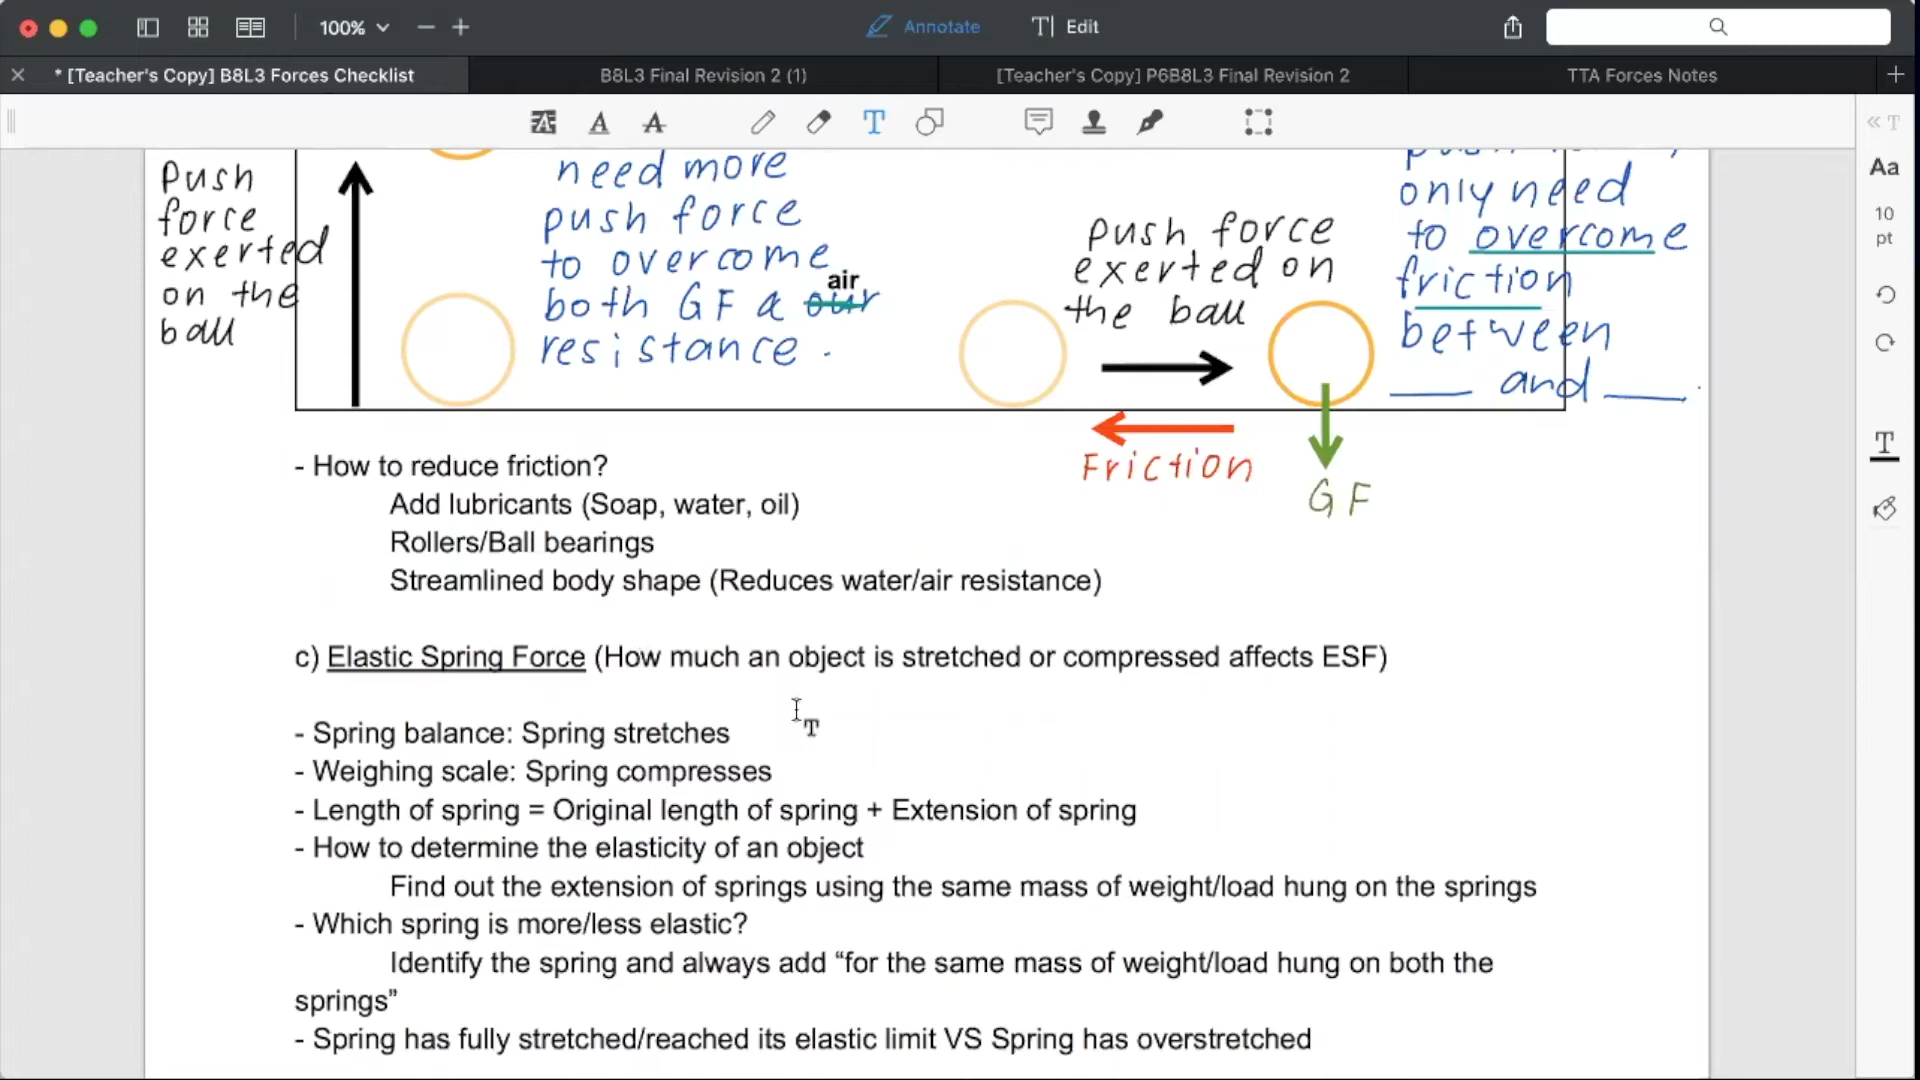 100%
Annotate
T| Edit
* [Teacher's Copy] B8L3 Forces Checklist
B8L3 Final Revision 2 (1)
[Teacher's Copy] P6B8L3 Final Revision 2
TTA Forces Notes
Aa
10
pt
Push
force
exerted
on the
ball
need more
push force
to overcome
air
both GF &
resistance.
push force
exerted on
the ball
only need
to overcome
friction
between
___ and ___.
Friction
GF
- How to reduce friction?
Add lubricants (Soap, water, oil)
Rollers/Ball bearings
Streamlined body shape (Reduces water/air resistance)
c) Elastic Spring Force (How much an object is stretched or compressed affects ESF)
- Spring balance: Spring stretches
- Weighing scale: Spring compresses
- Length of spring = Original length of spring + Extension of spring
- How to determine the elasticity of an object
Find out the extension of springs using the same mass of weight/load hung on the springs
- Which spring is more/less elastic?
Identify the spring and always add “for the same mass of weight/load hung on both the
springs”
- Spring has fully stretched/reached its elastic limit VS Spring has overstretched